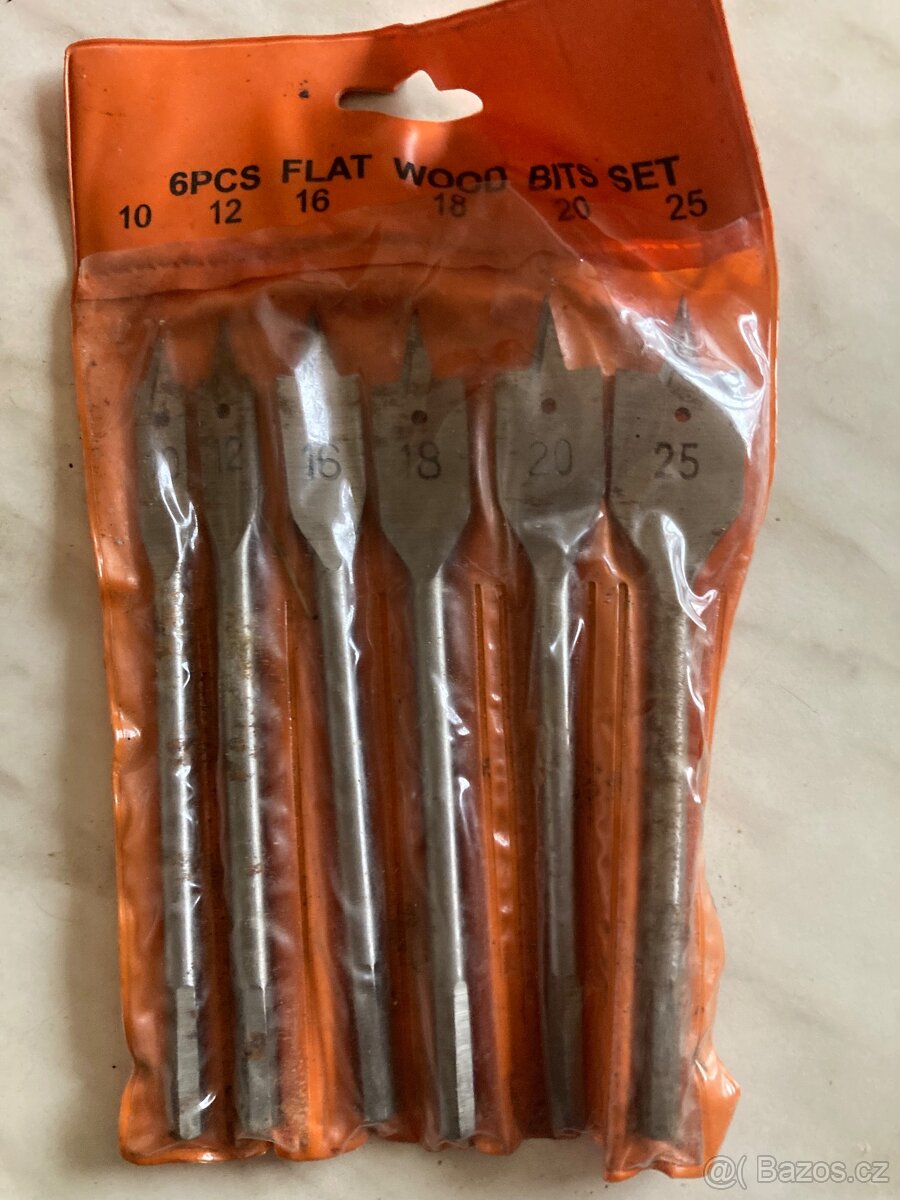 6PCS FLAT WOOD BITS SET
10 12 16 18 20 25
12 16 18 20 25
@( Bazos.cz